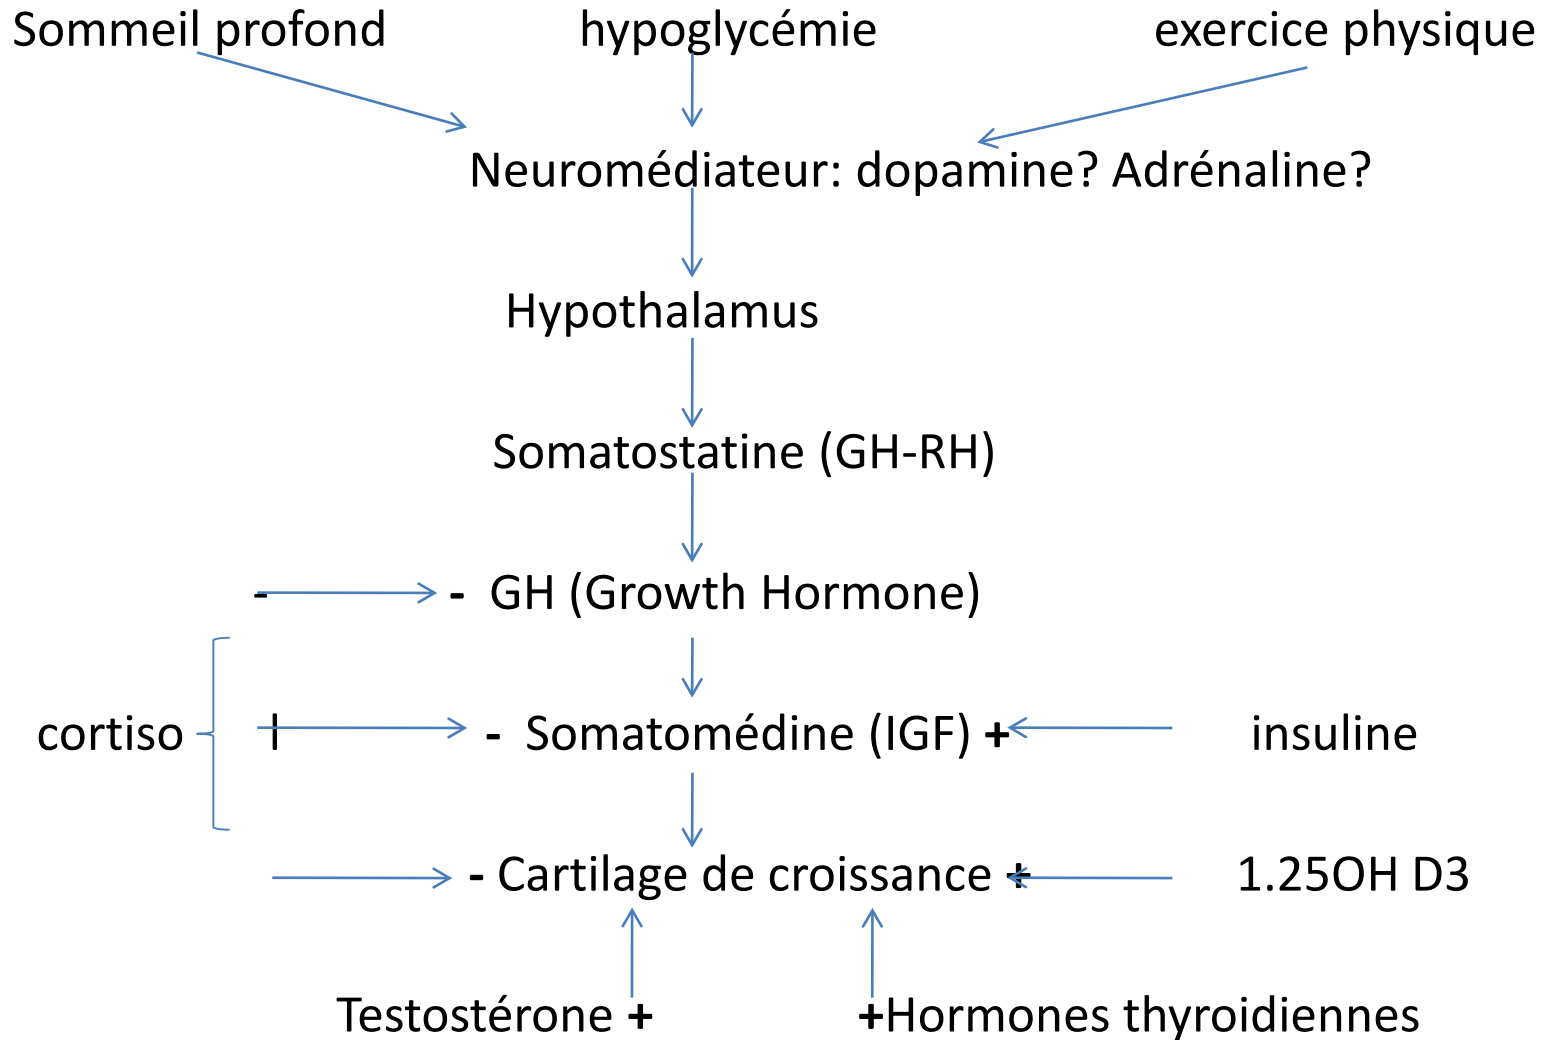 Sommeil profond hypoglycémie exercice physique
Neuromédiateur: dopamine? Adrénaline?
Hypothalamus
Somatostatine (GH-RH)
- - GH (Growth Hormone)
cortiso l - Somatomédine (IGF) + insuline
- Cartilage de croissance + 1.25OH D3
Testostérone + +Hormones thyroidiennes